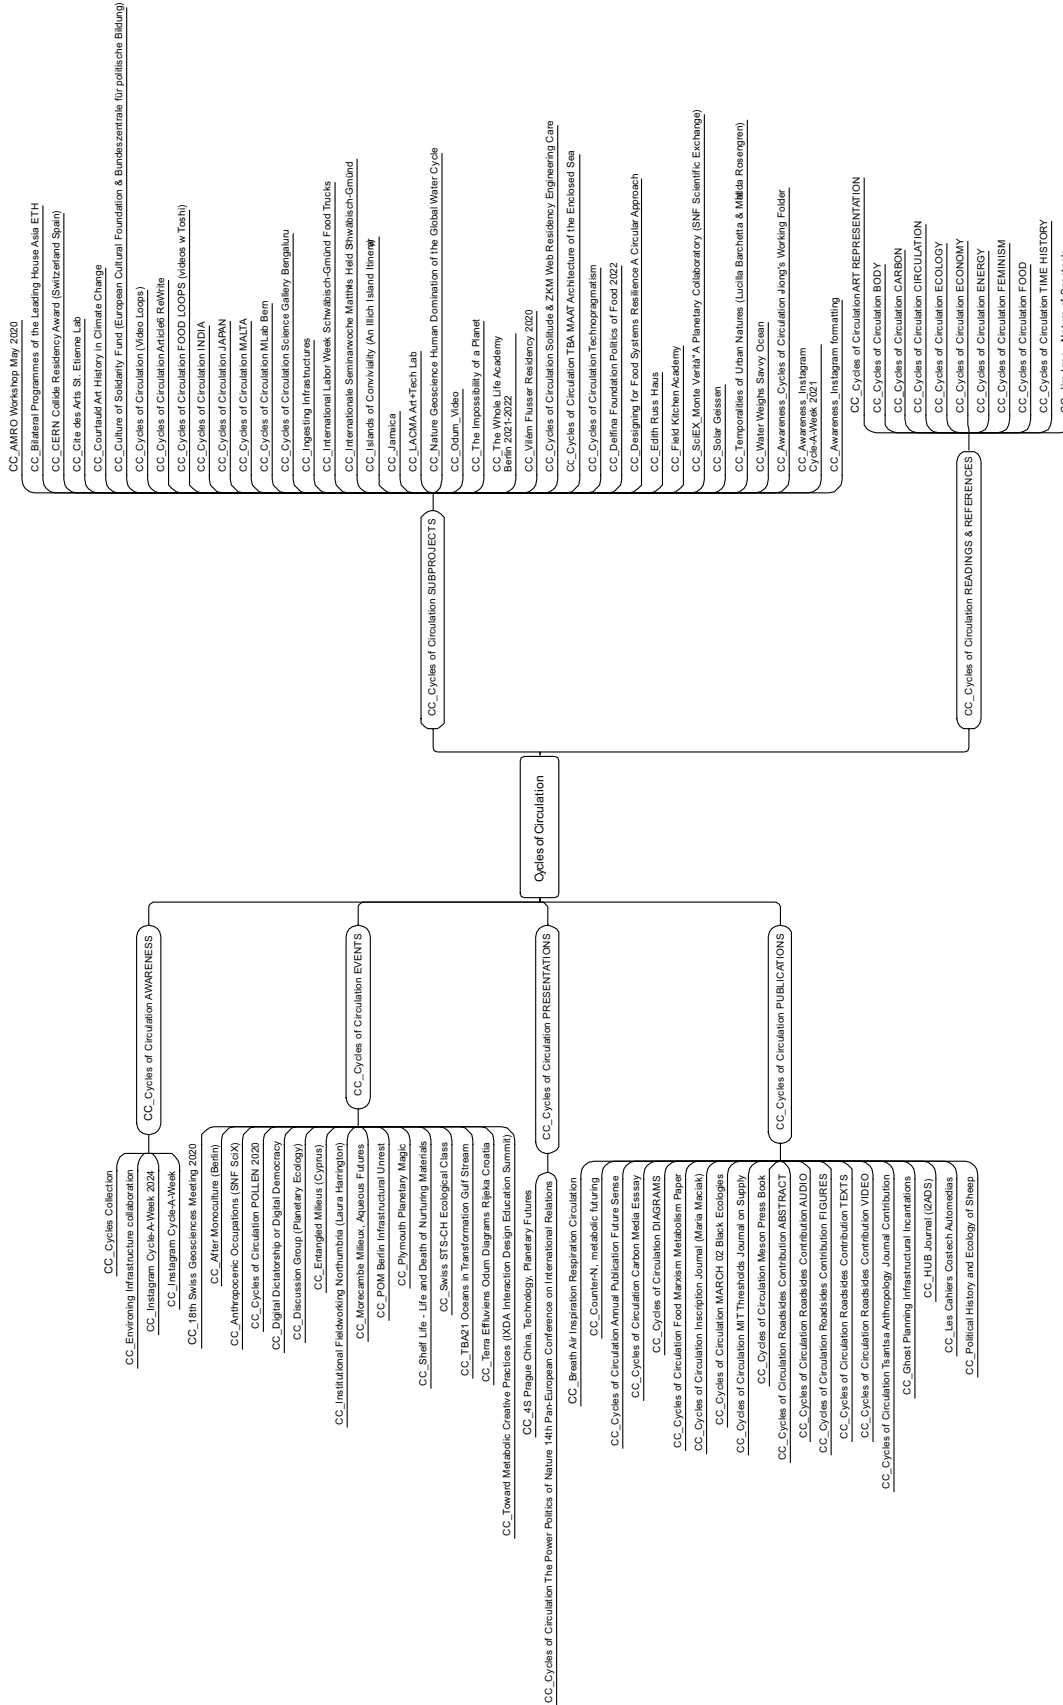 Cycles of Circulation
CC_Cycles of Circulation AWARENESS
CC_Cycles Collection
CC_Environing Infrastructure collaboration
CC_Instagram Cycle-A-Week 2024
CC_Instagram Cycle-A-Week
CC_Cycles of Circulation EVENTS
CC_18th Swiss Geosciences Meeting 2020
CC_After Monoculture (Berlin)
CC_Anthropocenic Occupations (SNF SciX)
CC_Cycles of Circulation POLLEN 2020
CC_Digital Dictatorship or Digital Democracy
CC_Discussion Group (Planetary Ecology)
CC_Entangled Milieus (Cyprus)
CC_Institutional Fieldworking Northumbria (Laura Harrington)
CC_Morecambe Milieux, Aqueous Futures
CC_POM Berlin Infrastructural Unrest
CC_Plymouth Planetary Magic
CC_Shelf Life - Life and Death of Nurturing Materials
CC_Swiss STS-CH Ecological Class
CC_TBA21 Oceans in Transformation Gulf Stream
CC_Terra Effluviens Odum Diagrams Rijeka Croatia
CC_Toward Metabolic Creative Practices (IXDA Interaction Design Education Summit)
CC_Cycles of Circulation PRESENTATIONS
CC_4S Prague China, Technology, Planetary Futures
CC_Cycles of Circulation The Power Politics of Nature 14th Pan-European Conference on International Relations
CC_Cycles of Circulation PUBLICATIONS
CC_Breath Air Inspiration Respiration Circulation
CC_Counter-N, metabolic futuring
CC_Cycles of Circulation Annual Publication Future Sense
CC_Cycles of Circulation Carbon Media Esssay
CC_Cycles of Circulation DIAGRAMS
CC_Cycles of Circulation Food Marxism Metabolism Paper
CC_Cycles of Circulation Inscription Journal (Maria Maciak)
CC_Cycles of Circulation MARCH 02 Black Ecologies
CC_Cycles of Circulation MIT Thresholds Journal on Supply
CC_Cycles of Circulation Meson Press Book
CC_Cycles of Circulation Roadsides Contribution ABSTRACT
CC_Cycles of Circulation Roadsides Contribution AUDIO
CC_Cycles of Circulation Roadsides Contribution FIGURES
CC_Cycles of Circulation Roadsides Contribution TEXTS
CC_Cycles of Circulation Roadsides Contribution VIDEO
CC_Cycles of Circulation Tsantsa Anthropology Journal Contribution
CC_Ghost Planning Infrastructural Incantations
CC_HUB Journal (i2ADS)
CC_Les Cahiers Costech Automedias
CC_Political History and Ecology of Sheep
CC_Cycles of Circulation SUBPROJECTS
CC_AMRO Workshop May 2020
CC_Bilateral Programmes of the Leading House Asia ETH
CC_CERN Collide Residency Award (Switzerland Spain)
CC_Cite des Arts St. Etienne Lab
CC_Courtauld Art History in Climate Change
CC_Culture of Solidarity Fund (European Cultural Foundation & Bundeszentrale für politische Bildung)
CC_Cycles of Circulation (Video Loops)
CC_Cycles of Circulation Article6 ReWrite
CC_Cycles of Circulation FOOD LOOPS (videos w Toshi)
CC_Cycles of Circulation INDIA
CC_Cycles of Circulation JAPAN
CC_Cycles of Circulation MALTA
CC_Cycles of Circulation MLab Bern
CC_Cycles of Circulation Science Gallery Bengaluru
CC_Ingesting Infrastructures
CC_International Labor Week Schwäbisch-Gmünd Food Trucks
CC_Internationale Seminarwoche Matthis Held Shwäbisch-Gmünd
CC_Islands of Conviviality (An Illich Island Itinerary)
CC_Jamaica
CC_LACMA Art+Tech Lab
CC_Nature Geoscience Human Domination of the Global Water Cycle
CC_Odum_Video
CC_The Impossibility of a Planet
CC_The Whole Life Academy
Berlin 2021-2022
CC_Vilém Flusser Residency 2020
CC_Cycles of Circulation Solitude & ZKM Web Residency Engineering Care
CC_Cycles of Circulation TBA MAAT Architecture of the Enclosed Sea
CC_Cycles of Circulation Technopragmatism
CC_Delfina Foundation Politics of Food 2022
CC_Designing for Food Systems Resilience A Circular Approach
CC_Edith Russ Haus
CC_Field Kitchen Academy
CC_SciEX_Monte Verità "A Planetary Collaboratory (SNF Scientific Exchange)
CC_Solar Geissen
CC_Temporalities of Urban Natures (Lucilla Barchetta & Matilda Rosengren)
CC_Water Weighs Savvy Ocean
CC_Awareness_Cycles of Circulation Jiong's Working Folder
CC_Awareness_Instagram
Cycle-A-Week 2021
CC_Awareness_Instagram formatting
CC_Cycles of Circulation READINGS & REFERENCES
CC_Cycles of Circulation ART REPRESENTATION
CC_Cycles of Circulation BODY
CC_Cycles of Circulation CARBON
CC_Cycles of Circulation CIRCULATION
CC_Cycles of Circulation ECOLOGY
CC_Cycles of Circulation ECONOMY
CC_Cycles of Circulation ENERGY
CC_Cycles of Circulation FEMINISM
CC_Cycles of Circulation FOOD
CC_Cycles of Circulation TIME HISTORY